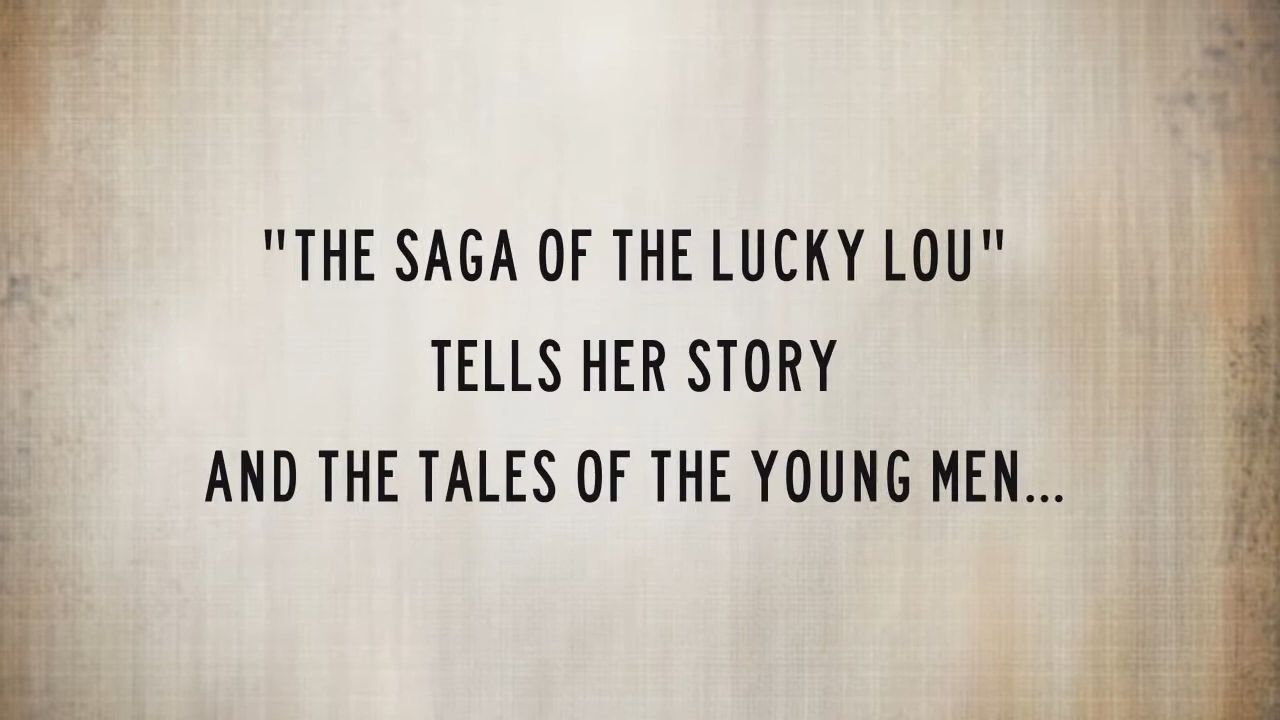 "THE SAGA OF THE LUCKY LOU"
TELLS HER STORY
AND THE TALES OF THE YOUNG MEN...